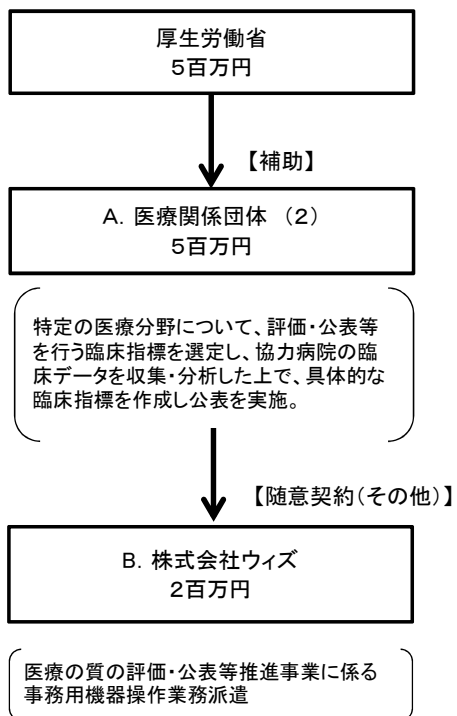 厚生労働省
5百万円
【補助】
A．医療関係団体 （2）
5百万円
特定の医療分野について、評価・公表等
を行う臨床指標を選定し、協力病院の臨
床データを収集・分析した上で、具体的な
臨床指標を作成し公表を実施。
【随意契約（その他）】
B．株式会社ウィズ
2百万円
医療の質の評価・公表等推進事業に係る
事務用機器操作業務派遣